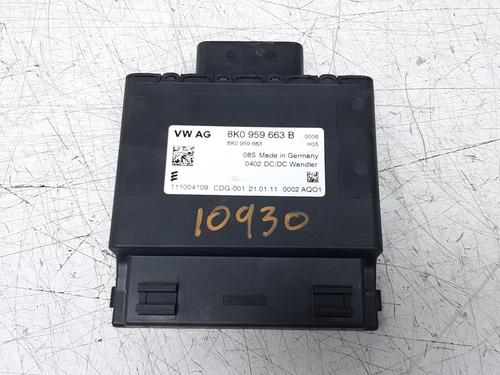 VW AG 8K0 959 663 B 0006
8K0 959 663 H05
08S Made in Germany
0402 DC/DC Wandler
111004109 CDG-001 21.01.11 0002 AQO1
10930